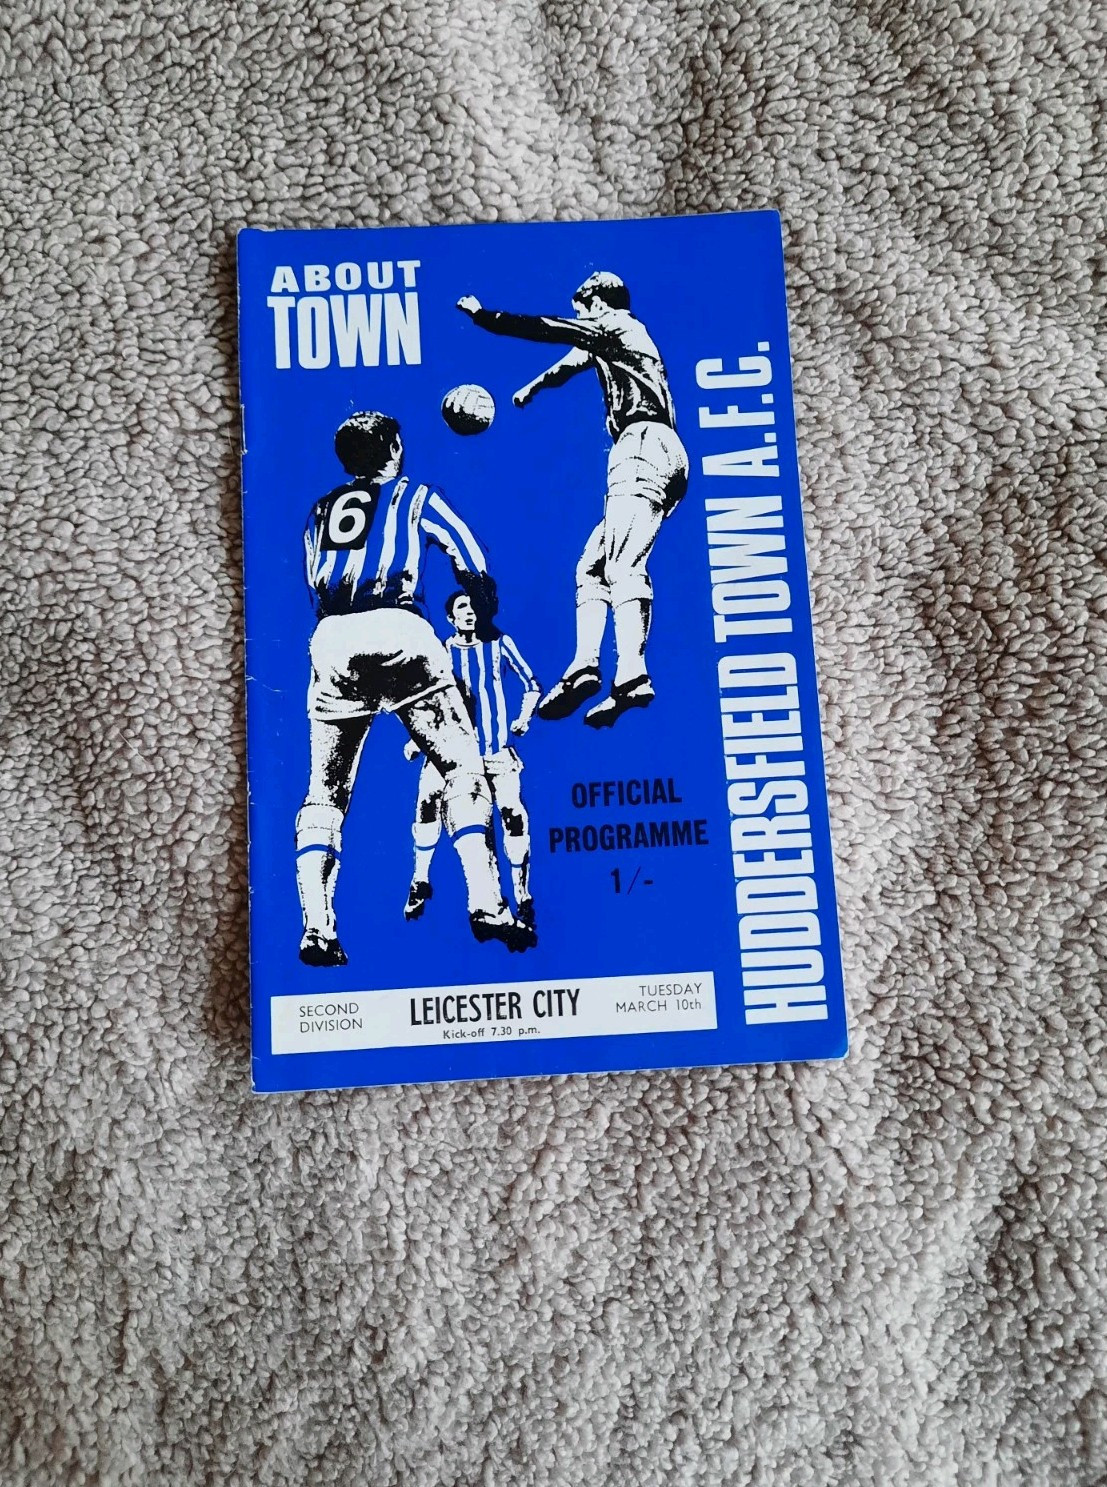 ABOUT
TOWN
6
HUDDERSFIELD TOWN A.F.C.
OFFICIAL
PROGRAMME
1/-
SECOND
DIVISION
LEICESTER CITY
Kick-off 7.30 p.m.
TUESDAY
MARCH 10th